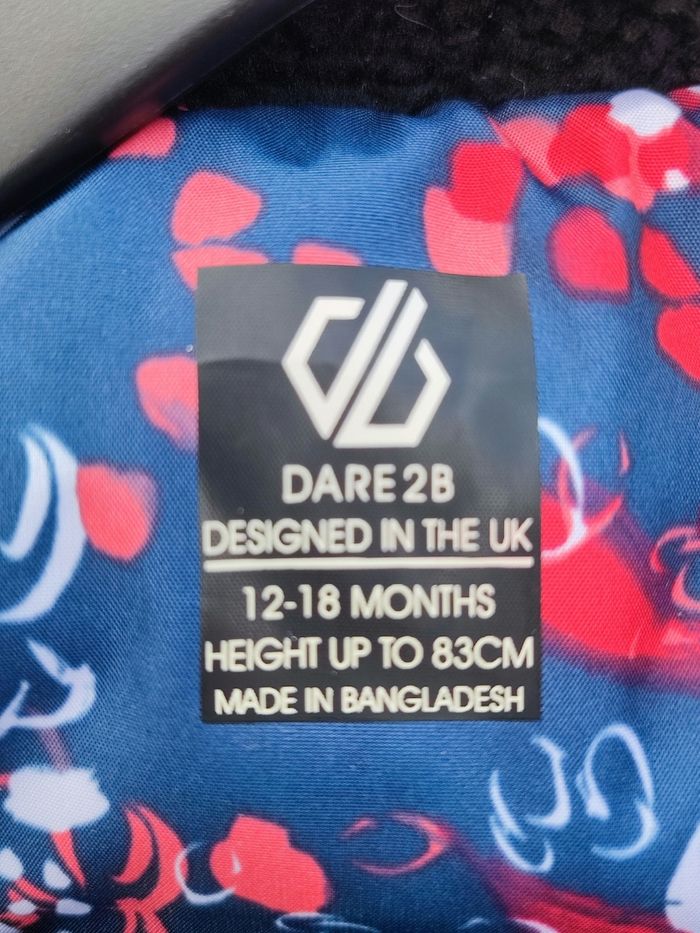 DARE 2B
DESIGNED IN THE UK
12-18 MONTHS
HEIGHT UP TO 83CM
MADE IN BANGLADESH